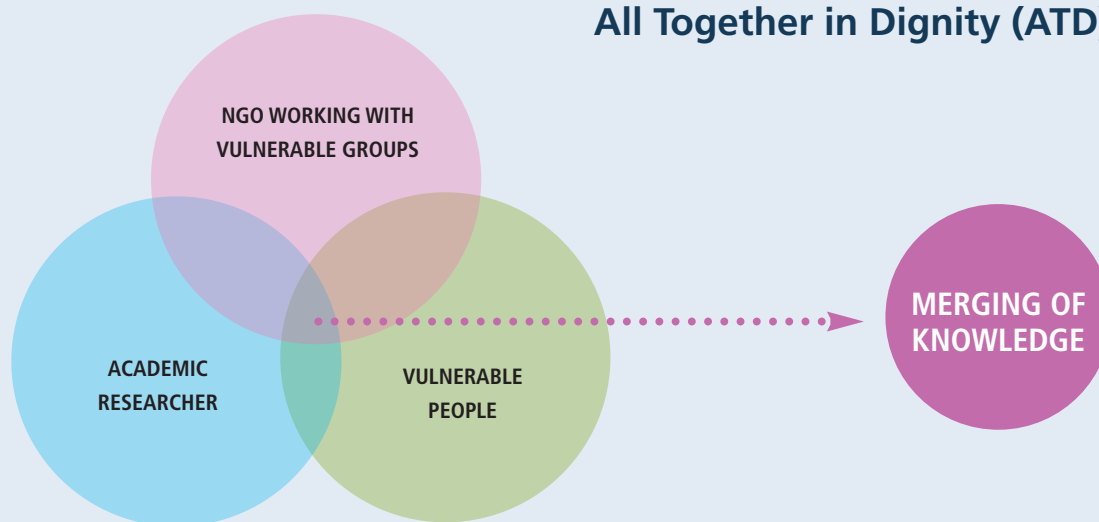 All Together in Dignity (ATD)
NGO WORKING WITH
VULNERABLE GROUPS
ACADEMIC
RESEARCHER
VULNERABLE
PEOPLE
MERGING OF
KNOWLEDGE